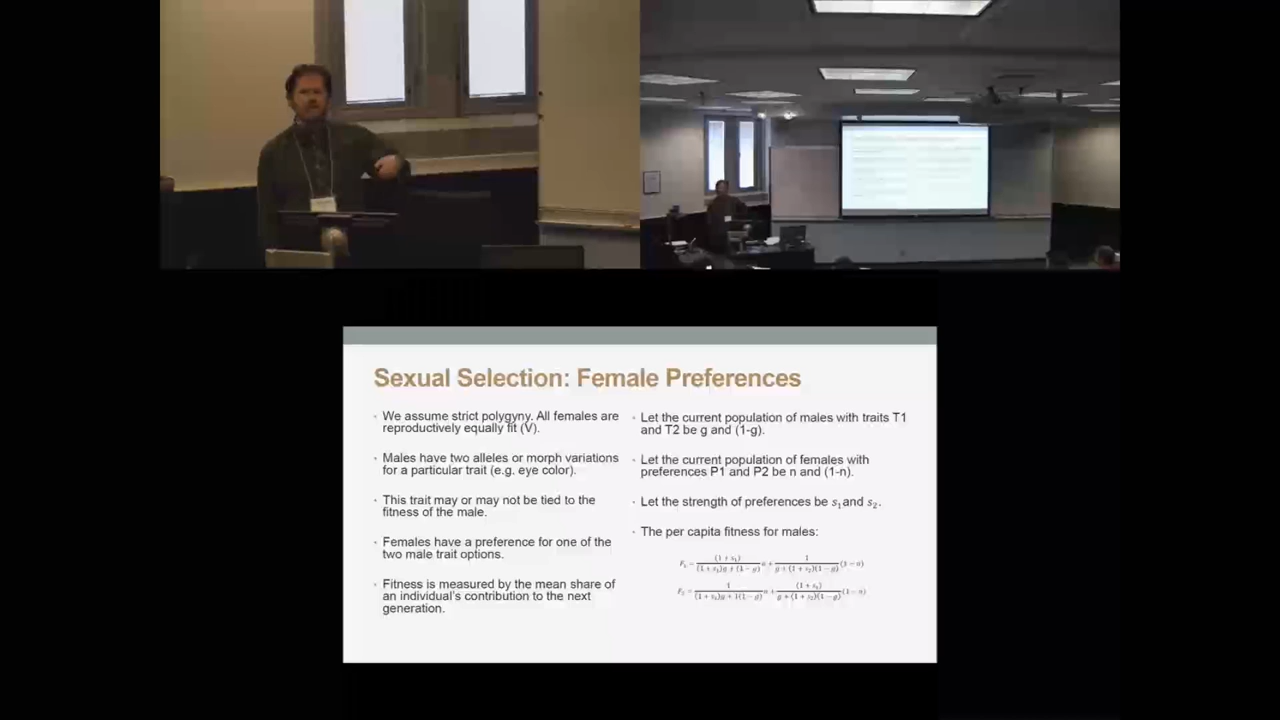 Sexual Selection: Female Preferences
We assume strict polygyny. All females are
reproductively equally fit (V).
Males have two alleles or morph variations
for a particular trait (e.g. eye color).
This trait may or may not be tied to the
fitness of the male.
Females have a preference for one of the
two male trait options.
Fitness is measured by the mean share of
an individual's contribution to the next
generation.
Let the current population of males with traits T1
and T2 be g and (1-g).
Let the current population of females with
preferences P1 and P2 be n and (1-n).
Let the strength of preferences be s₁and s₂.
The per capita fitness for males: